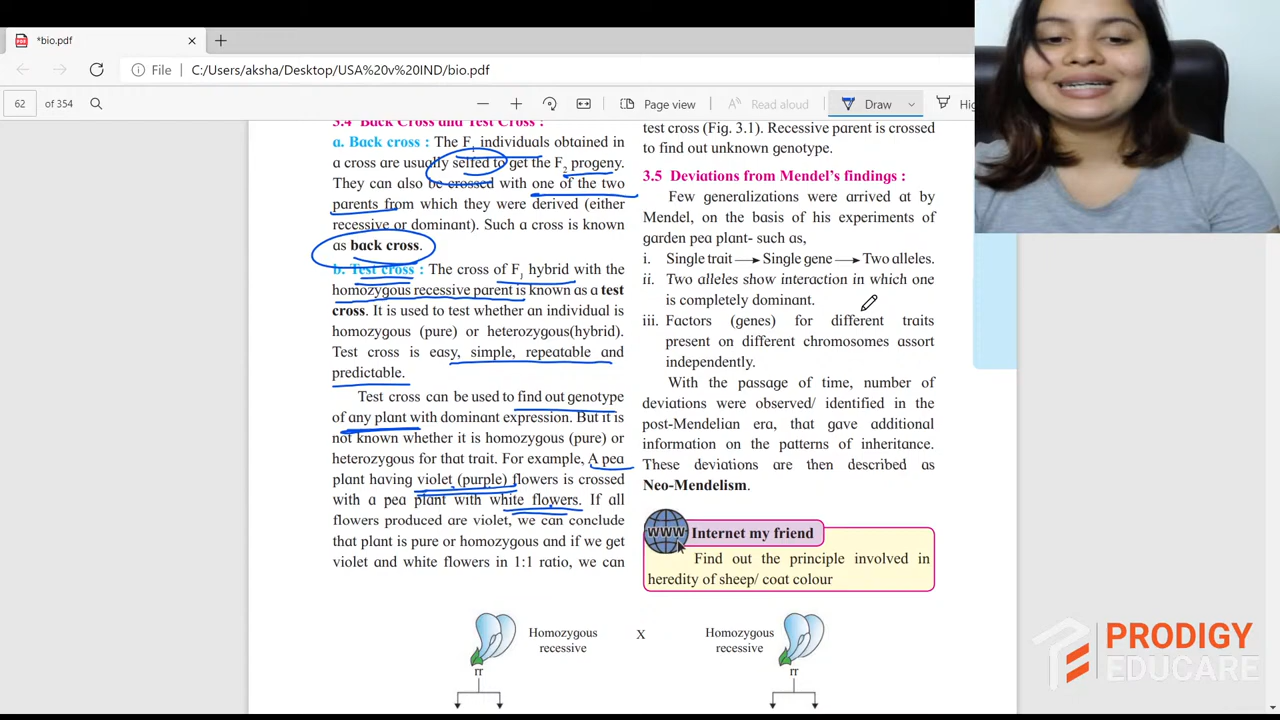 *bio.pdf
File
C:/Users/aksha/Desktop/USA%20v%20IND/bio.pdf
62
of 354
Page view
Read aloud
Draw
3.4 Back Cross and Test Cross :
a. Back cross : The F1 individuals obtained in
a cross are usually selfed to get the F2 progeny.
They can also be crossed with one of the two
parents from which they were derived (either
recessive or dominant). Such a cross is known
as back cross.
b. Test cross : The cross of F1 hybrid with the
homozygous recessive parent is known as a test
cross. It is used to test whether an individual is
homozygous (pure) or heterozygous(hybrid).
Test cross is easy, simple, repeatable and
predictable.
Test cross can be used to find out genotype
of any plant with dominant expression. But it is
not known whether it is homozygous (pure) or
heterozygous for that trait. For example, A pea
plant having violet (purple) flowers is crossed
with a pea plant with white flowers. If all
flowers produced are violet, we can conclude
that plant is pure or homozygous and if we get
violet and white flowers in 1:1 ratio, we can
test cross (Fig. 3.1). Recessive parent is crossed
to find out unknown genotype.
3.5 Deviations from Mendel's findings :
Few generalizations were arrived at by
Mendel, on the basis of his experiments of
garden pea plant- such as,
i. Single trait → Single gene → Two alleles.
ii. Two alleles show interaction in which one
is completely dominant.
iii. Factors (genes) for different traits
present on different chromosomes assort
independently.
With the passage of time, number of
deviations were observed/ identified in the
post-Mendelian era, that gave additional
information on the patterns of inheritance.
These deviations are then described as
Neo-Mendelism.
WWW Internet my friend
Find out the principle involved in
heredity of sheep/ coat colour
Homozygous
recessive
X
Homozygous
recessive
rr
rr
PRODIGY
EDUCARE